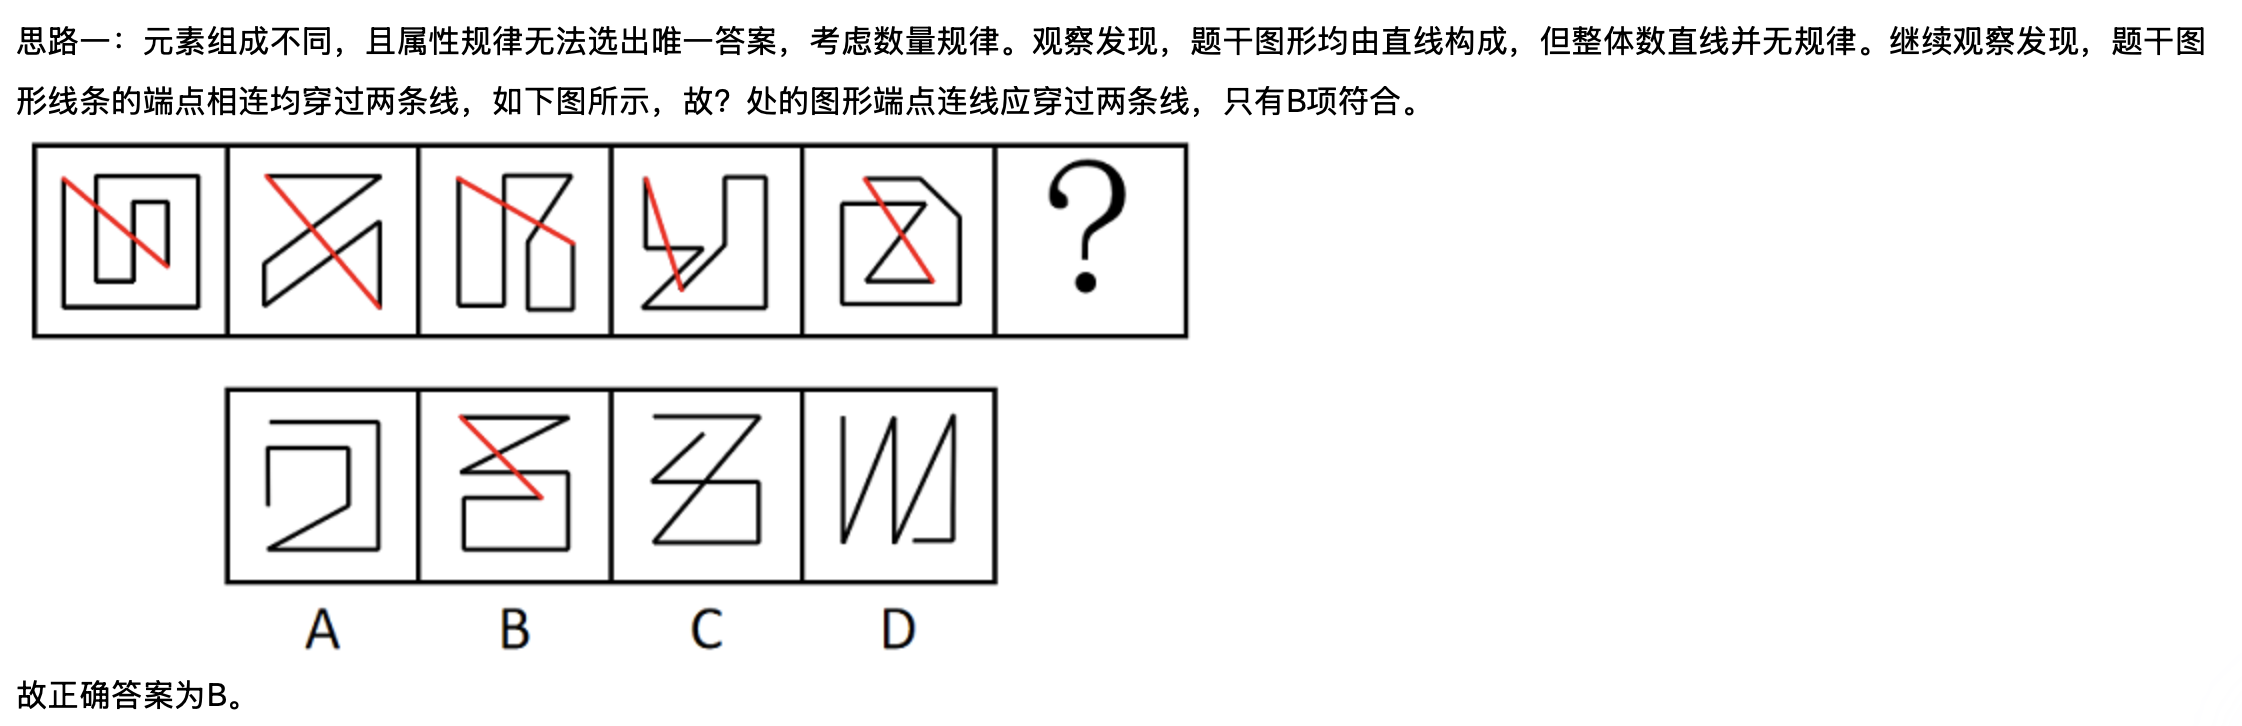 思路一：元素组成不同，且属性规律无法选出唯一答案，考虑数量规律。观察发现，题干图形均由直线构成，但整体数直线并无规律。继续观察发现，题干图
形线条的端点相连均穿过两条线，如下图所示，故？处的图形端点连线应穿过两条线，只有B项符合。
?
A B C D
故正确答案为B。